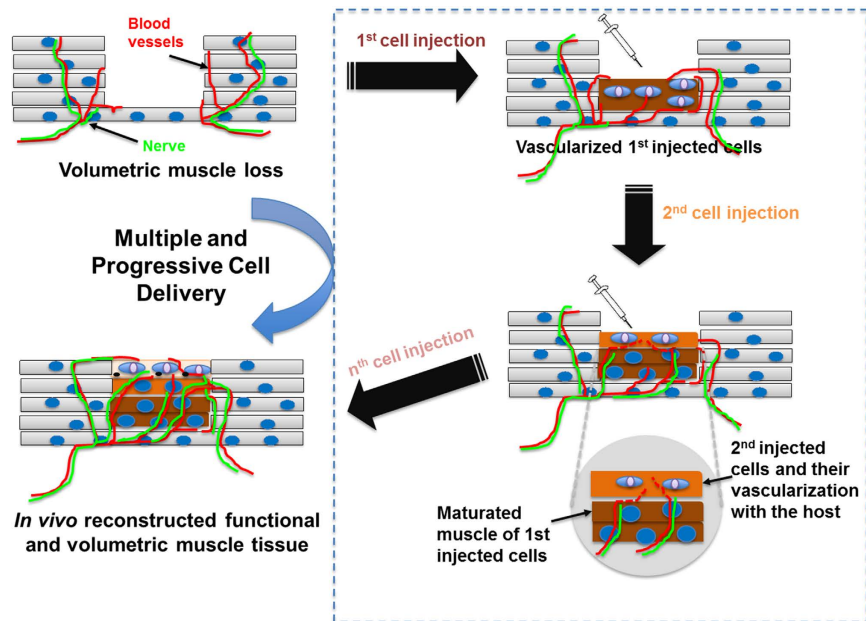 Blood
vessels
Nerve
Volumetric muscle loss
1st cell injection
Vascularized 1st injected cells
2nd cell injection
Multiple and
Progressive Cell
Delivery
nth cell injection
2nd injected
cells and their
vascularization
with the host
Maturated
muscle of 1st
injected cells
In vivo reconstructed functional
and volumetric muscle tissue